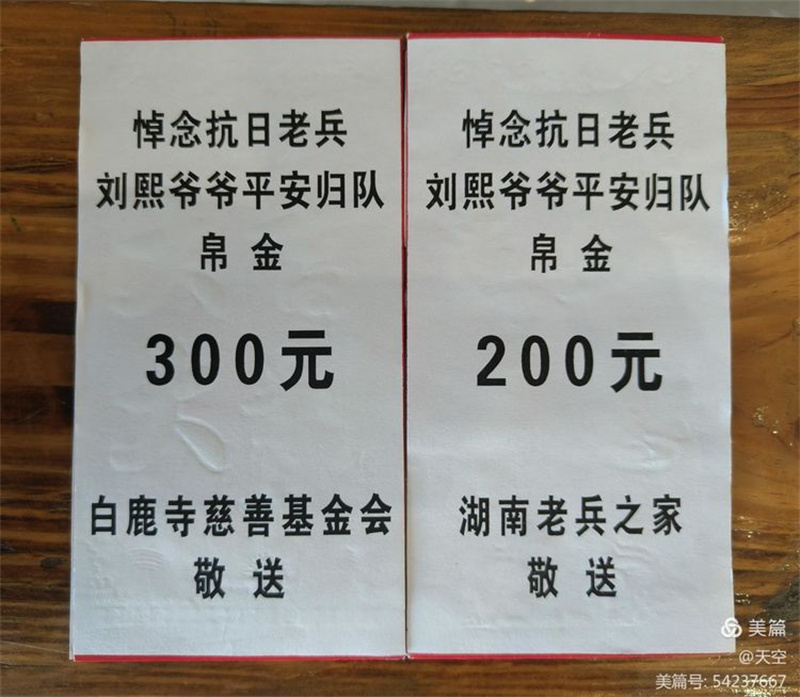 悼念抗日老兵
刘熙爷爷平安归队
帛 金
300元
白鹿寺慈善基金会
敬 送
悼念抗日老兵
刘熙爷爷平安归队
帛 金
200元
湖南老兵之家
敬 送
美篇
@天空
美篇号: 54237667